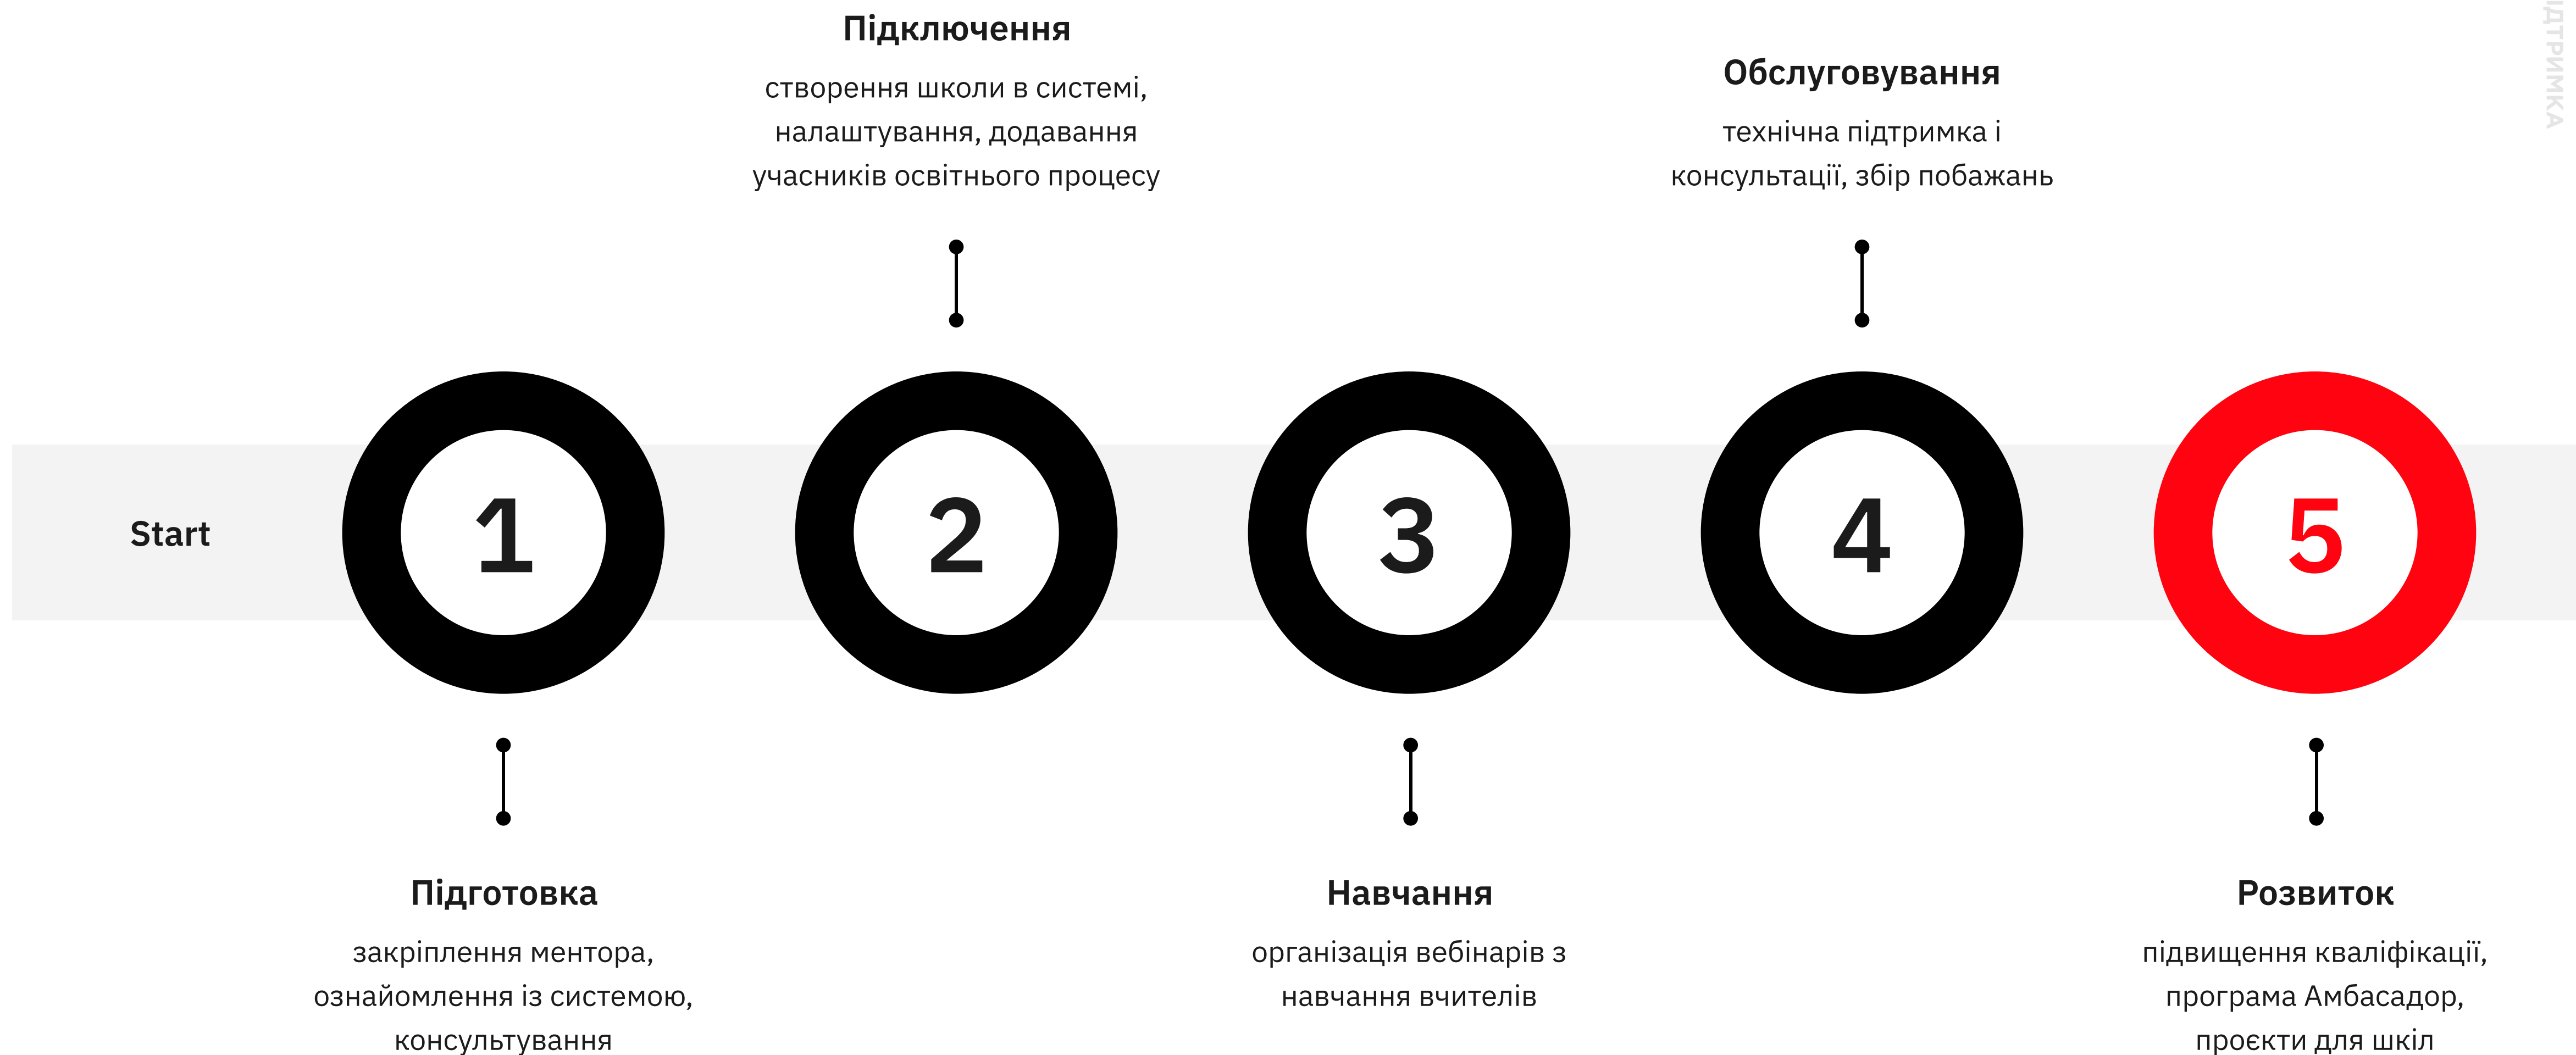 Підключення
створення школи в системі,
налаштування, додавання
учасників освітнього процесу
Обслуговування
технічна підтримка і
консультації, збір побажань
Start
1
2
3
4
5
Підготовка
закріплення ментора,
ознайомлення із системою,
консультування
Навчання
організація вебінарів з
навчання вчителів
Розвиток
підвищення кваліфікації,
програма Амбасадор,
проєкти для шкіл